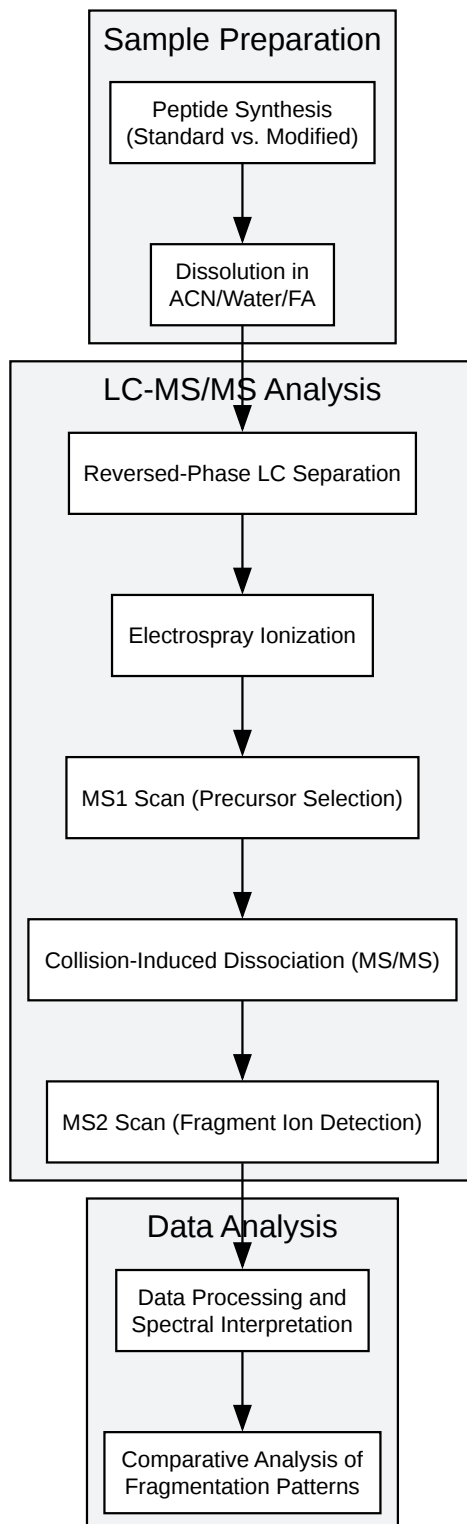 Sample Preparation
Peptide Synthesis
(Standard vs. Modified)
Dissolution in
ACN/Water/FA
LC-MS/MS Analysis
Reversed-Phase LC Separation
Electrospray Ionization
MS1 Scan (Precursor Selection)
Collision-Induced Dissociation (MS/MS)
MS2 Scan (Fragment Ion Detection)
Data Analysis
Data Processing and
Spectral Interpretation
Comparative Analysis of
Fragmentation Patterns